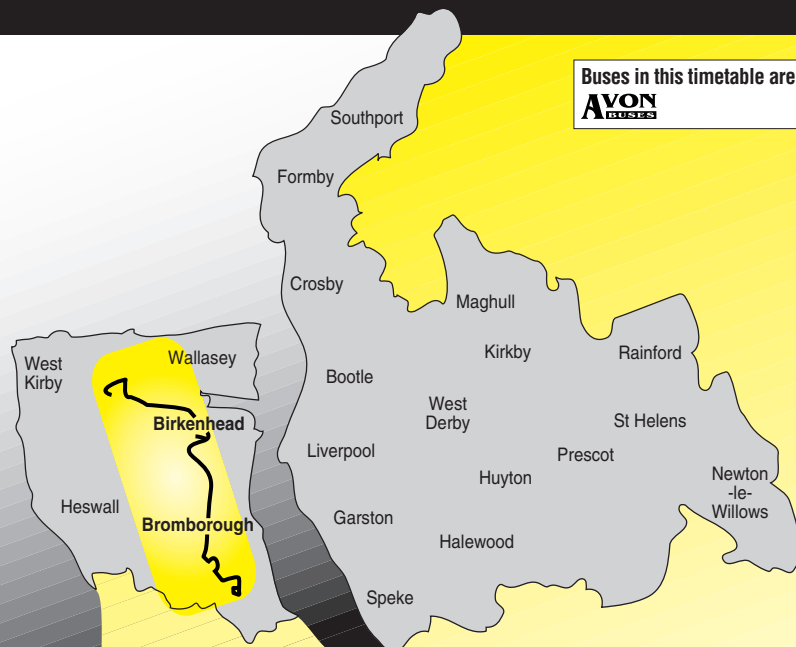 Buses in this timetable are
AVON
BUSES
Southport
Formby
Crosby
Maghull
Kirkby
Rainford
West
Kirby
Wallasey
Bootle
West
Derby
Birkenhead
St Helens
Liverpool
Prescot
Huyton
Newton
-le-
Willows
Heswall
Bromborough
Garston
Halewood
Speke